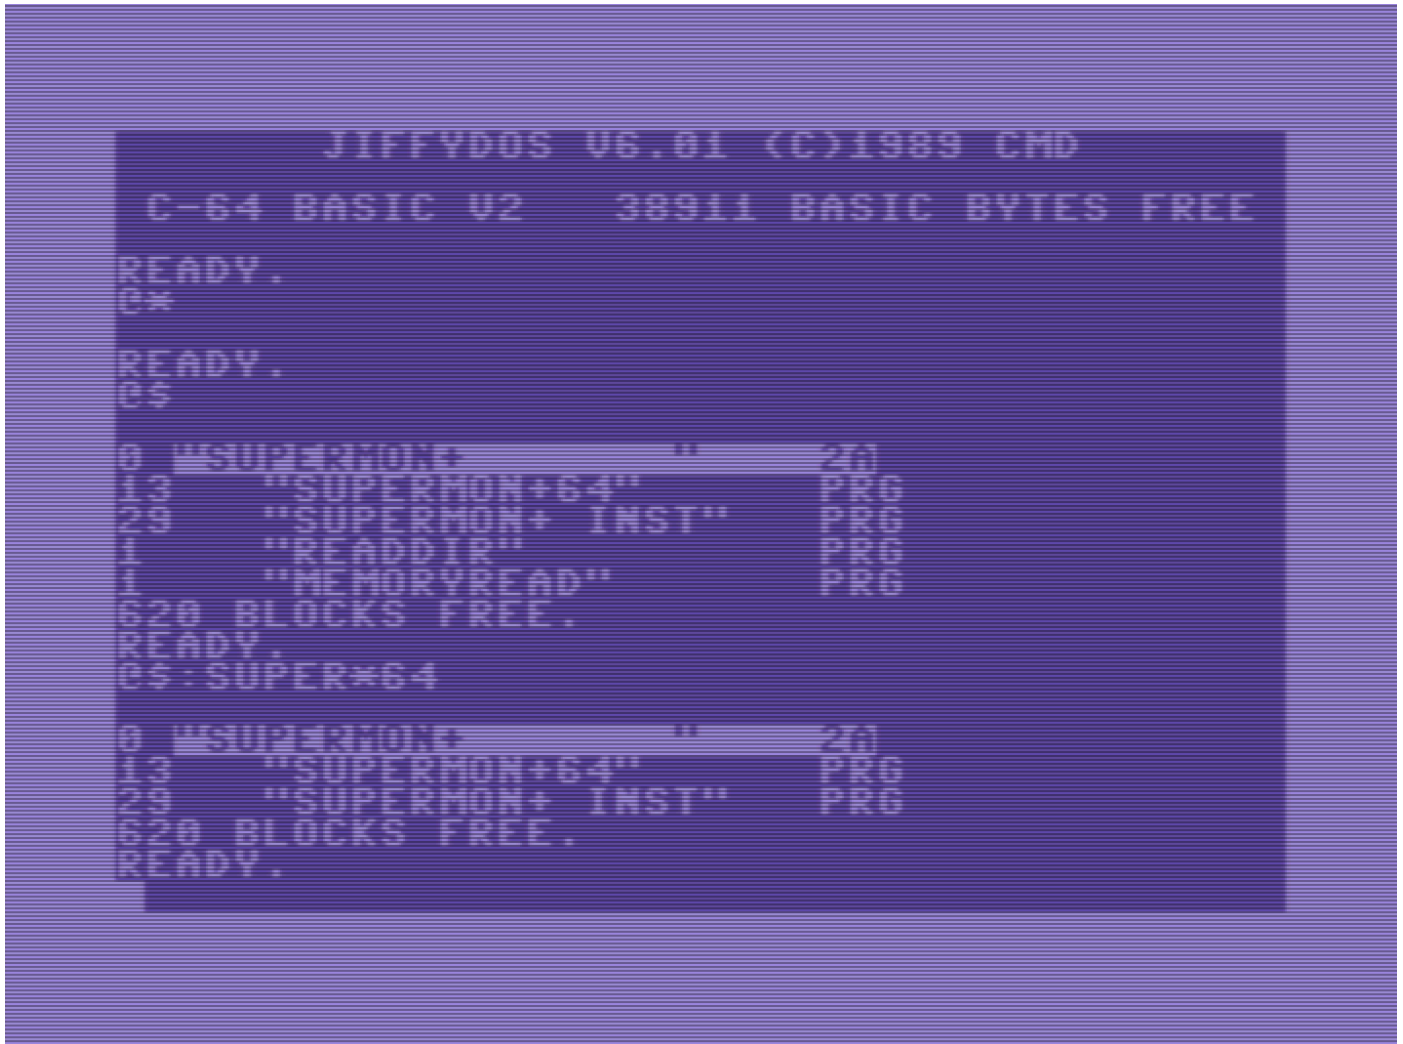 JIFFYDOS V6.01 (C)1989 CMD
C-64 BASIC V2   38911 BASIC BYTES FREE
READY.
@*
READY.
@$
0 "SUPERMON+       "    2A
13   "SUPERMON+64"      PRG
29   "SUPERMON+ INST"   PRG
1    "READDIR"          PRG
1    "MEMORYREAD"       PRG
620 BLOCKS FREE.
READY.
@$:SUPER*64
0 "SUPERMON+       "    2A
13   "SUPERMON+64"      PRG
29   "SUPERMON+ INST"   PRG
620 BLOCKS FREE.
READY.